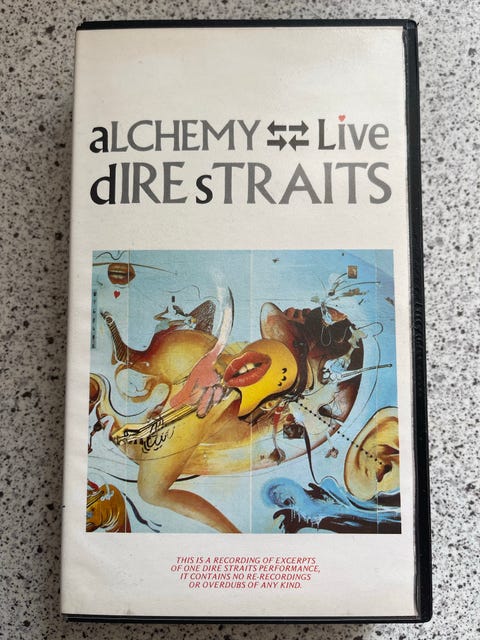 aLCHEMY Live
dIRE sTRAITS
THIS IS A RECORDING OF EXCERPTS
OF ONE DIRE STRAITS PERFORMANCE,
IT CONTAINS NO RE-RECORDINGS
OR OVERDUBS OF ANY KIND.